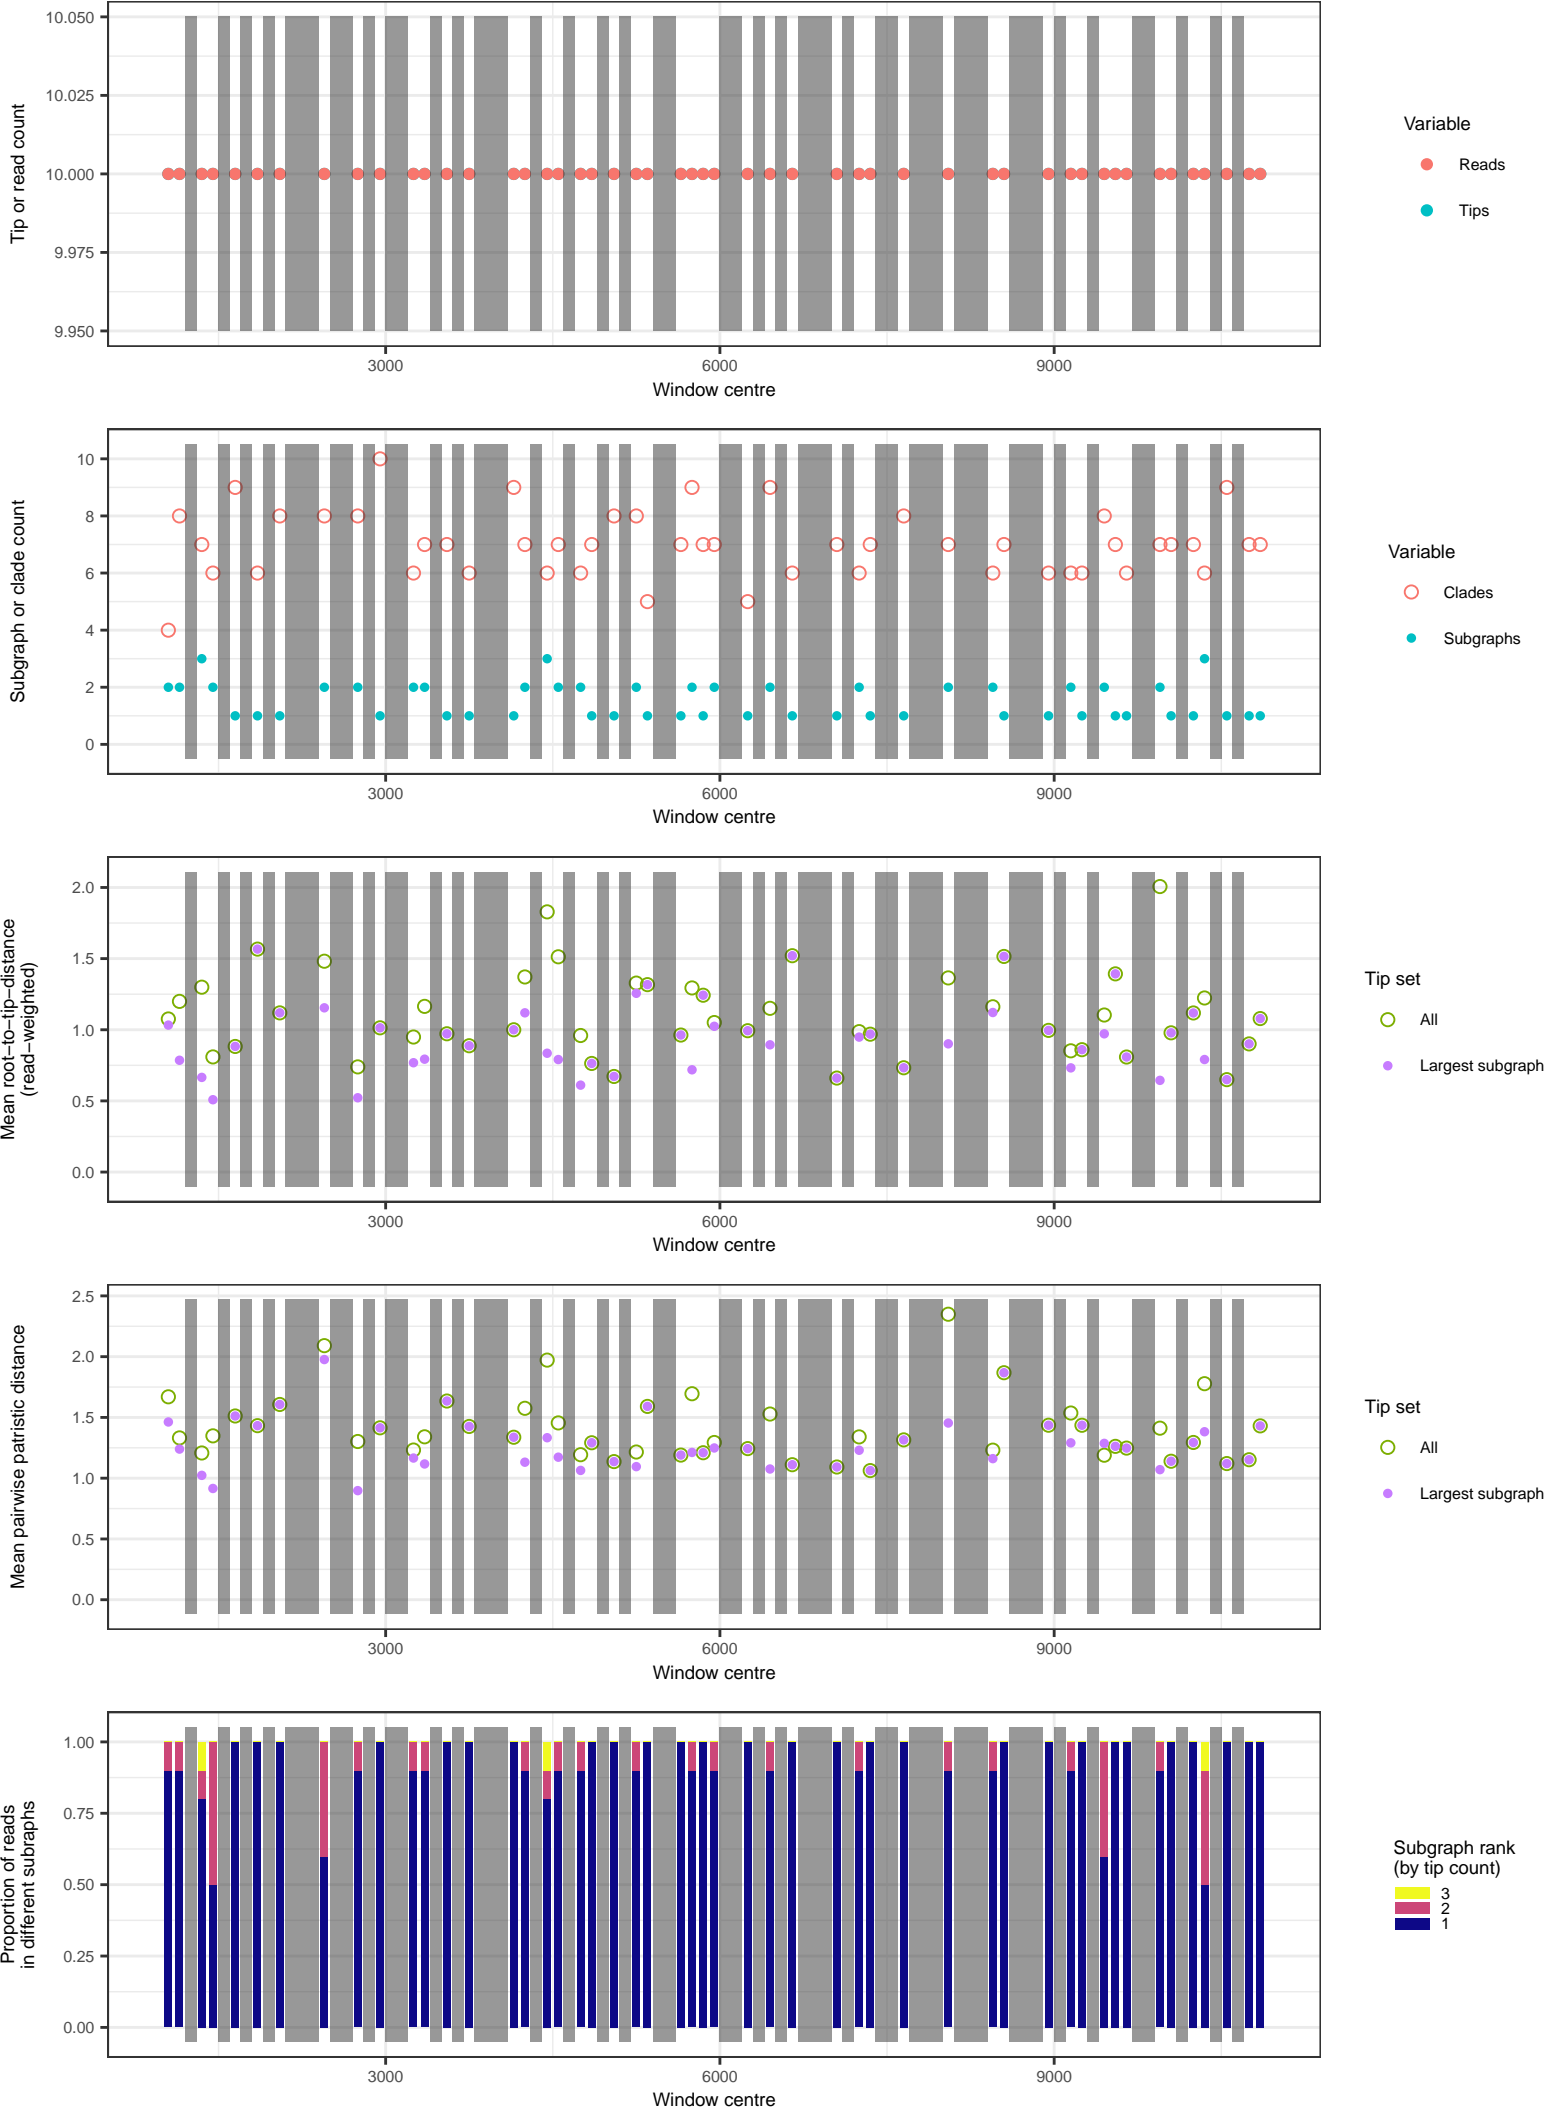 10.050
10.025
10.000
9.975
9.950
Tip or read count
3000
6000
9000
Window centre
Variable
Reads
Tips
10
8
6
4
2
0
Subgraph or clade count
3000
6000
9000
Window centre
Variable
Clades
Subgraphs
2.0
1.5
1.0
0.5
0.0
Mean root−to−tip−distance
(read−weighted)
3000
6000
9000
Window centre
Tip set
All
Largest subgraph
2.5
2.0
1.5
1.0
0.5
0.0
Mean pairwise patristic distance
3000
6000
9000
Window centre
Tip set
All
Largest subgraph
1.00
0.75
0.50
0.25
0.00
Proportion of reads
in different subraphs
3000
6000
9000
Window centre
Subgraph rank
(by tip count)
3
2
1